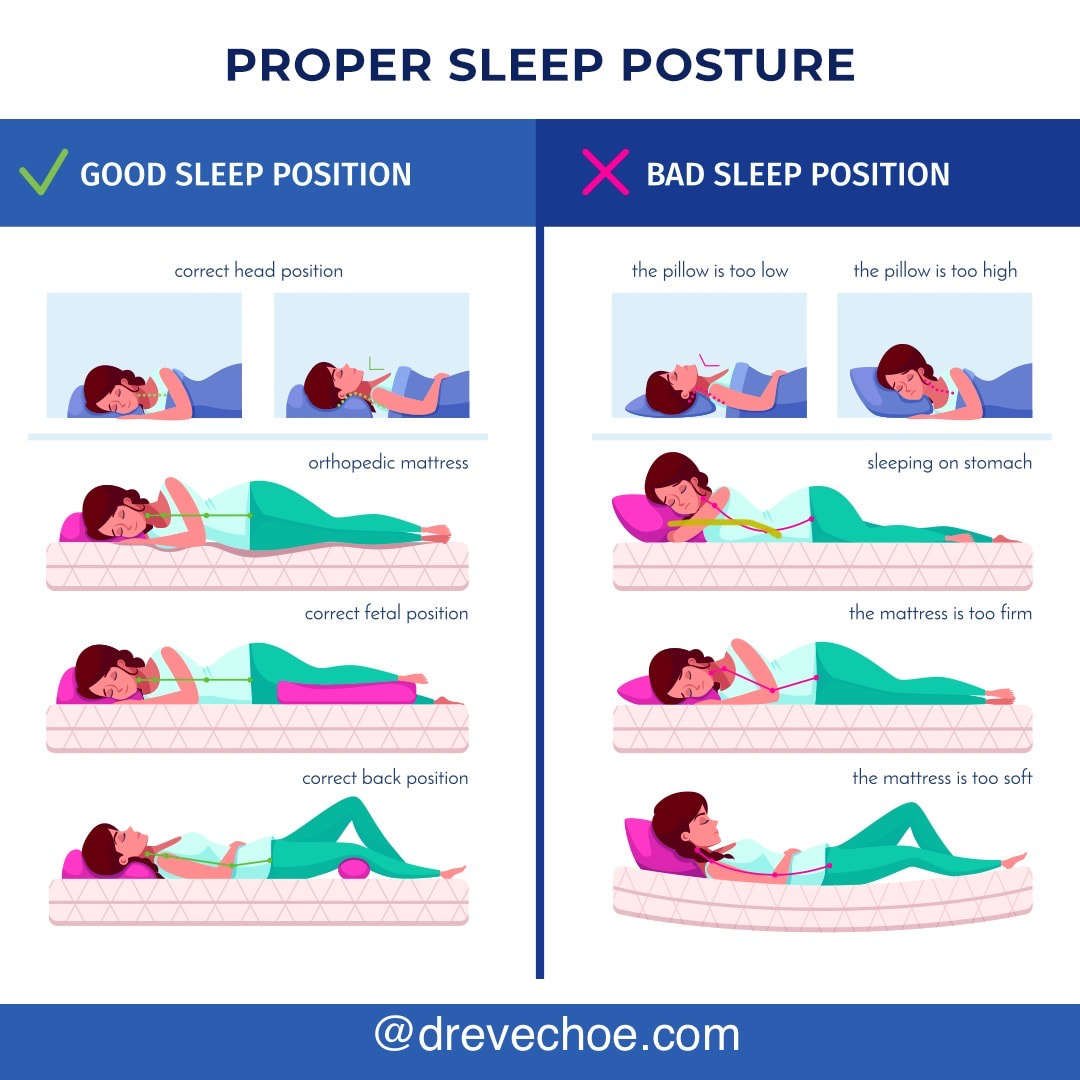 PROPER SLEEP POSTURE
GOOD SLEEP POSITION
correct head position
orthopedic mattress
correct fetal position
correct back position
BAD SLEEP POSITION
the pillow is too low
the pillow is too high
sleeping on stomach
the mattress is too firm
the mattress is too soft
@drevechoe.com